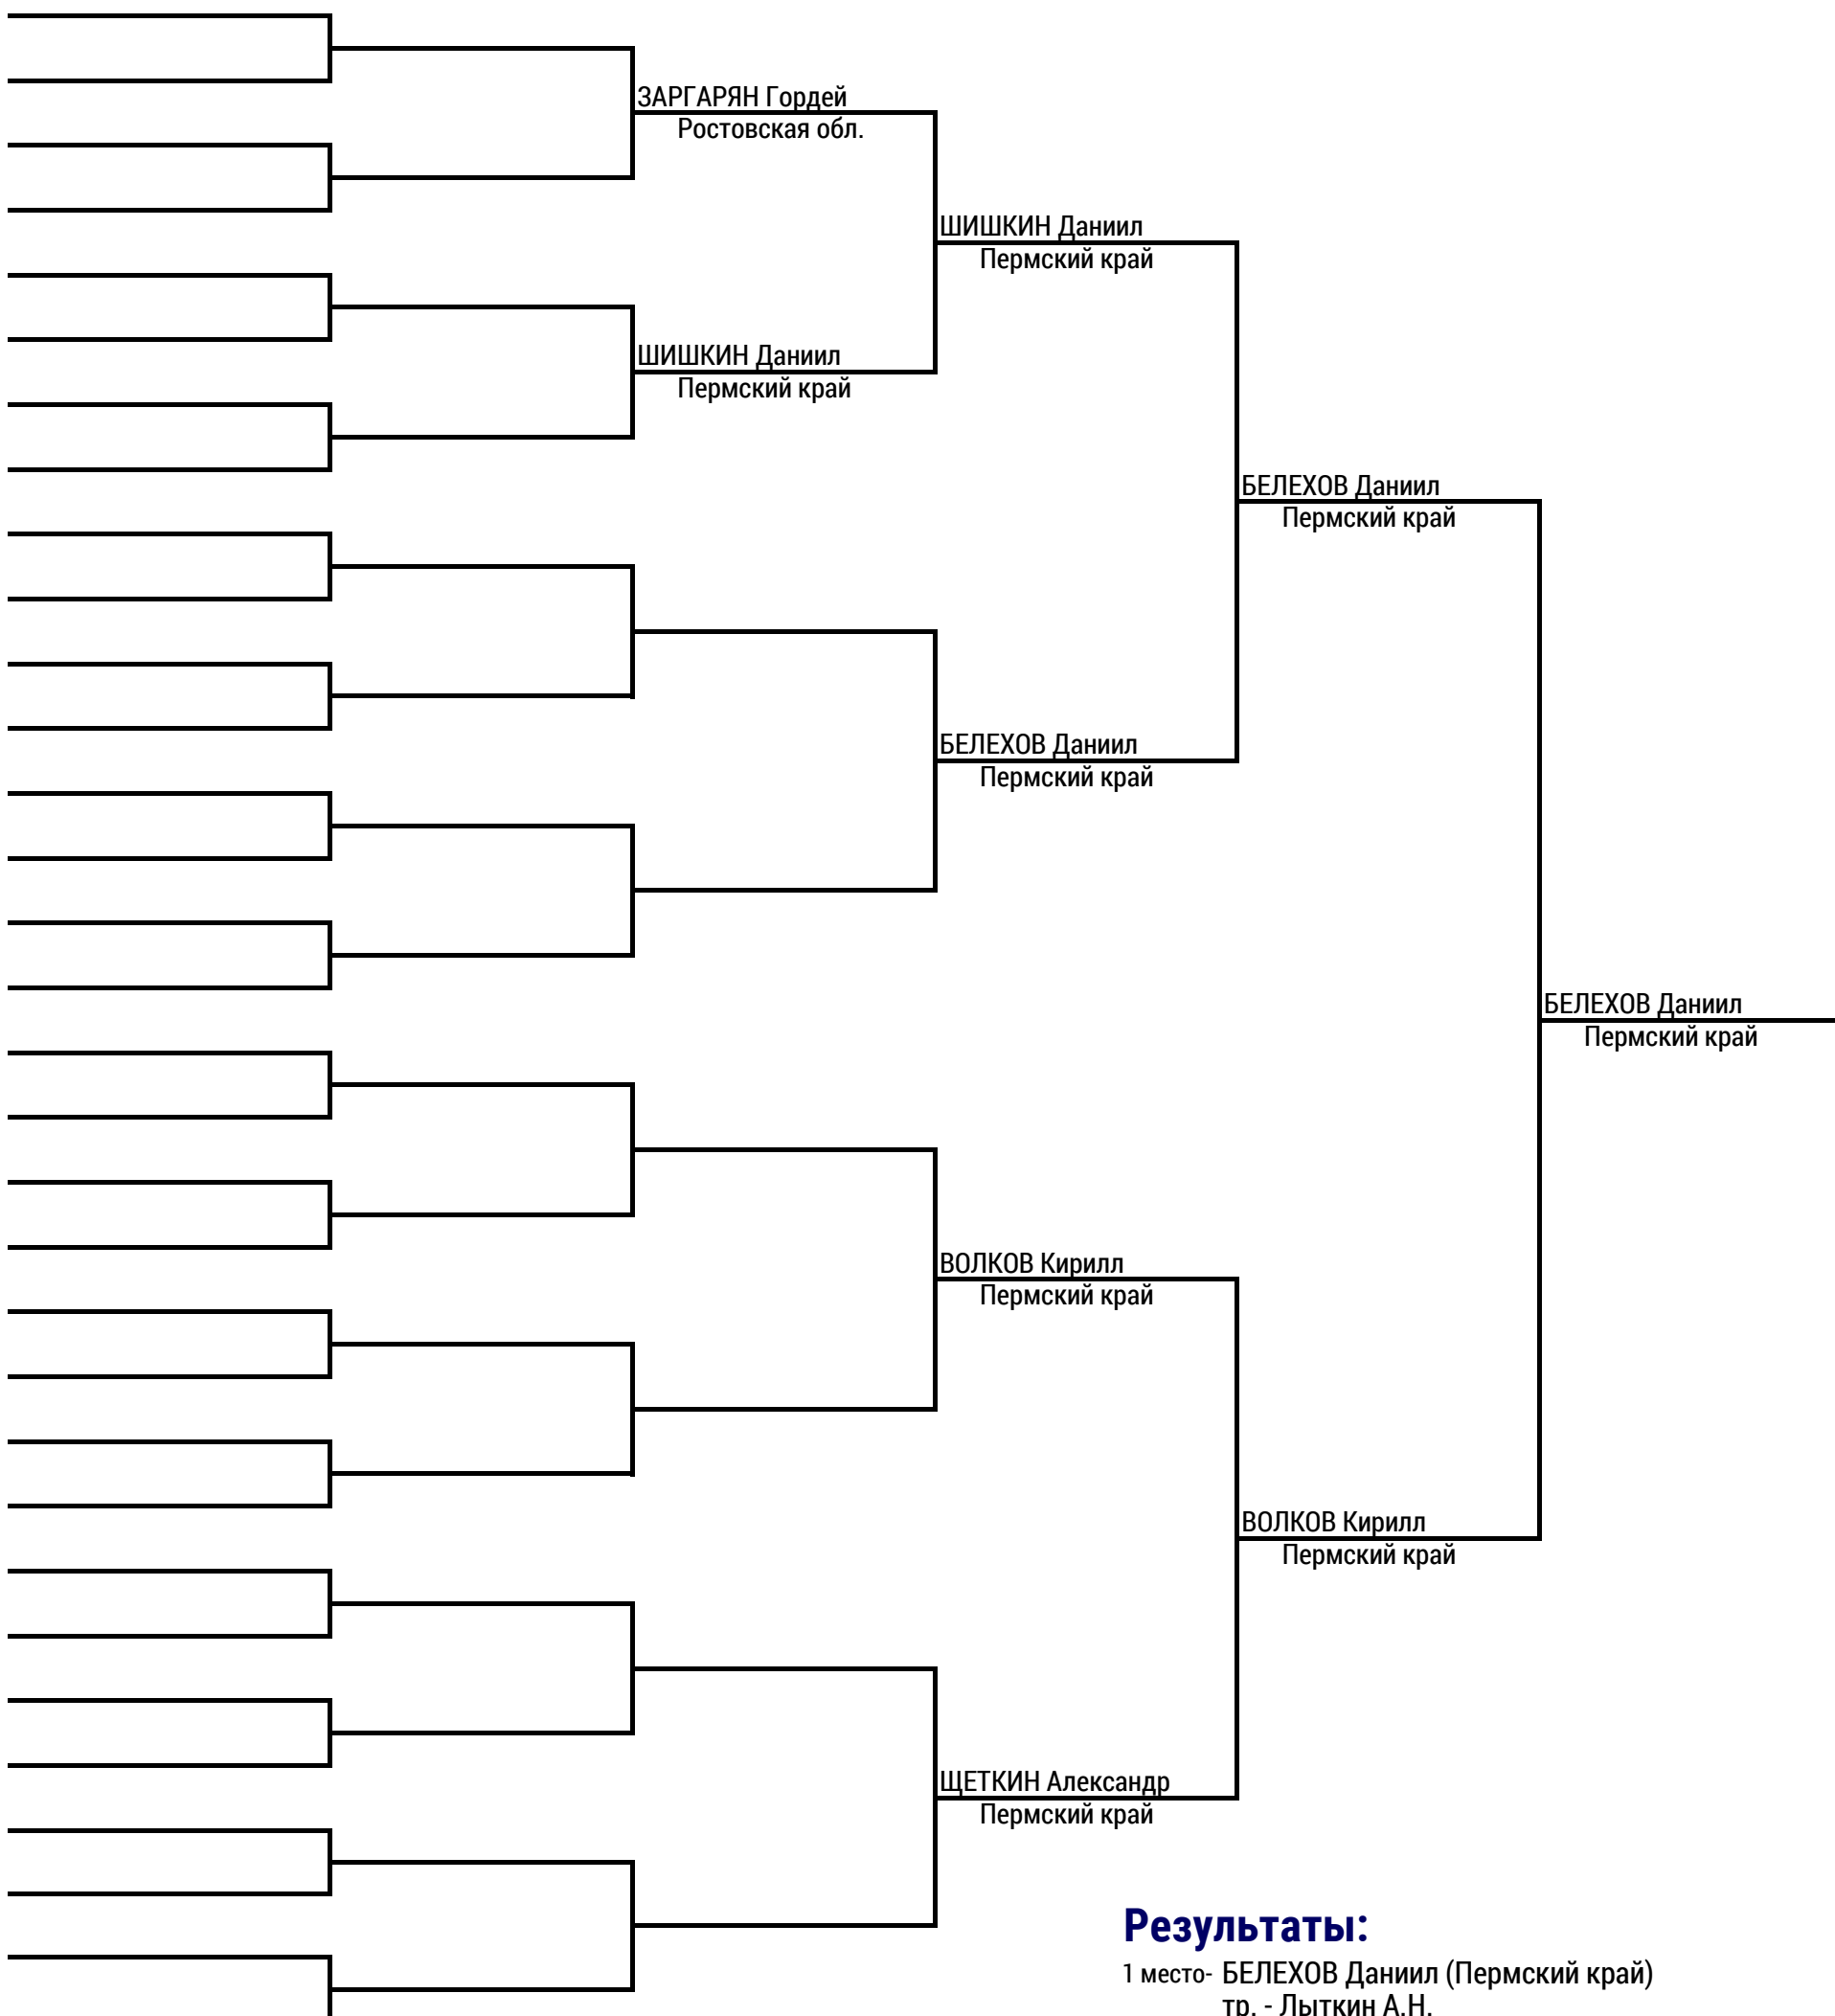 ЗАРГАРЯН Гордей
Ростовская обл.
ШИШКИН Даниил
Пермский край
ШИШКИН Даниил
Пермский край
БЕЛЕХОВ Даниил
Пермский край
БЕЛЕХОВ Даниил
Пермский край
БЕЛЕХОВ Даниил
Пермский край
ВОЛКОВ Кирилл
Пермский край
ВОЛКОВ Кирилл
Пермский край
ЩЕТКИН Александр
Пермский край
Результаты:
1 место- БЕЛЕХОВ Даниил (Пермский край)
тр. - Лыткин А.Н.